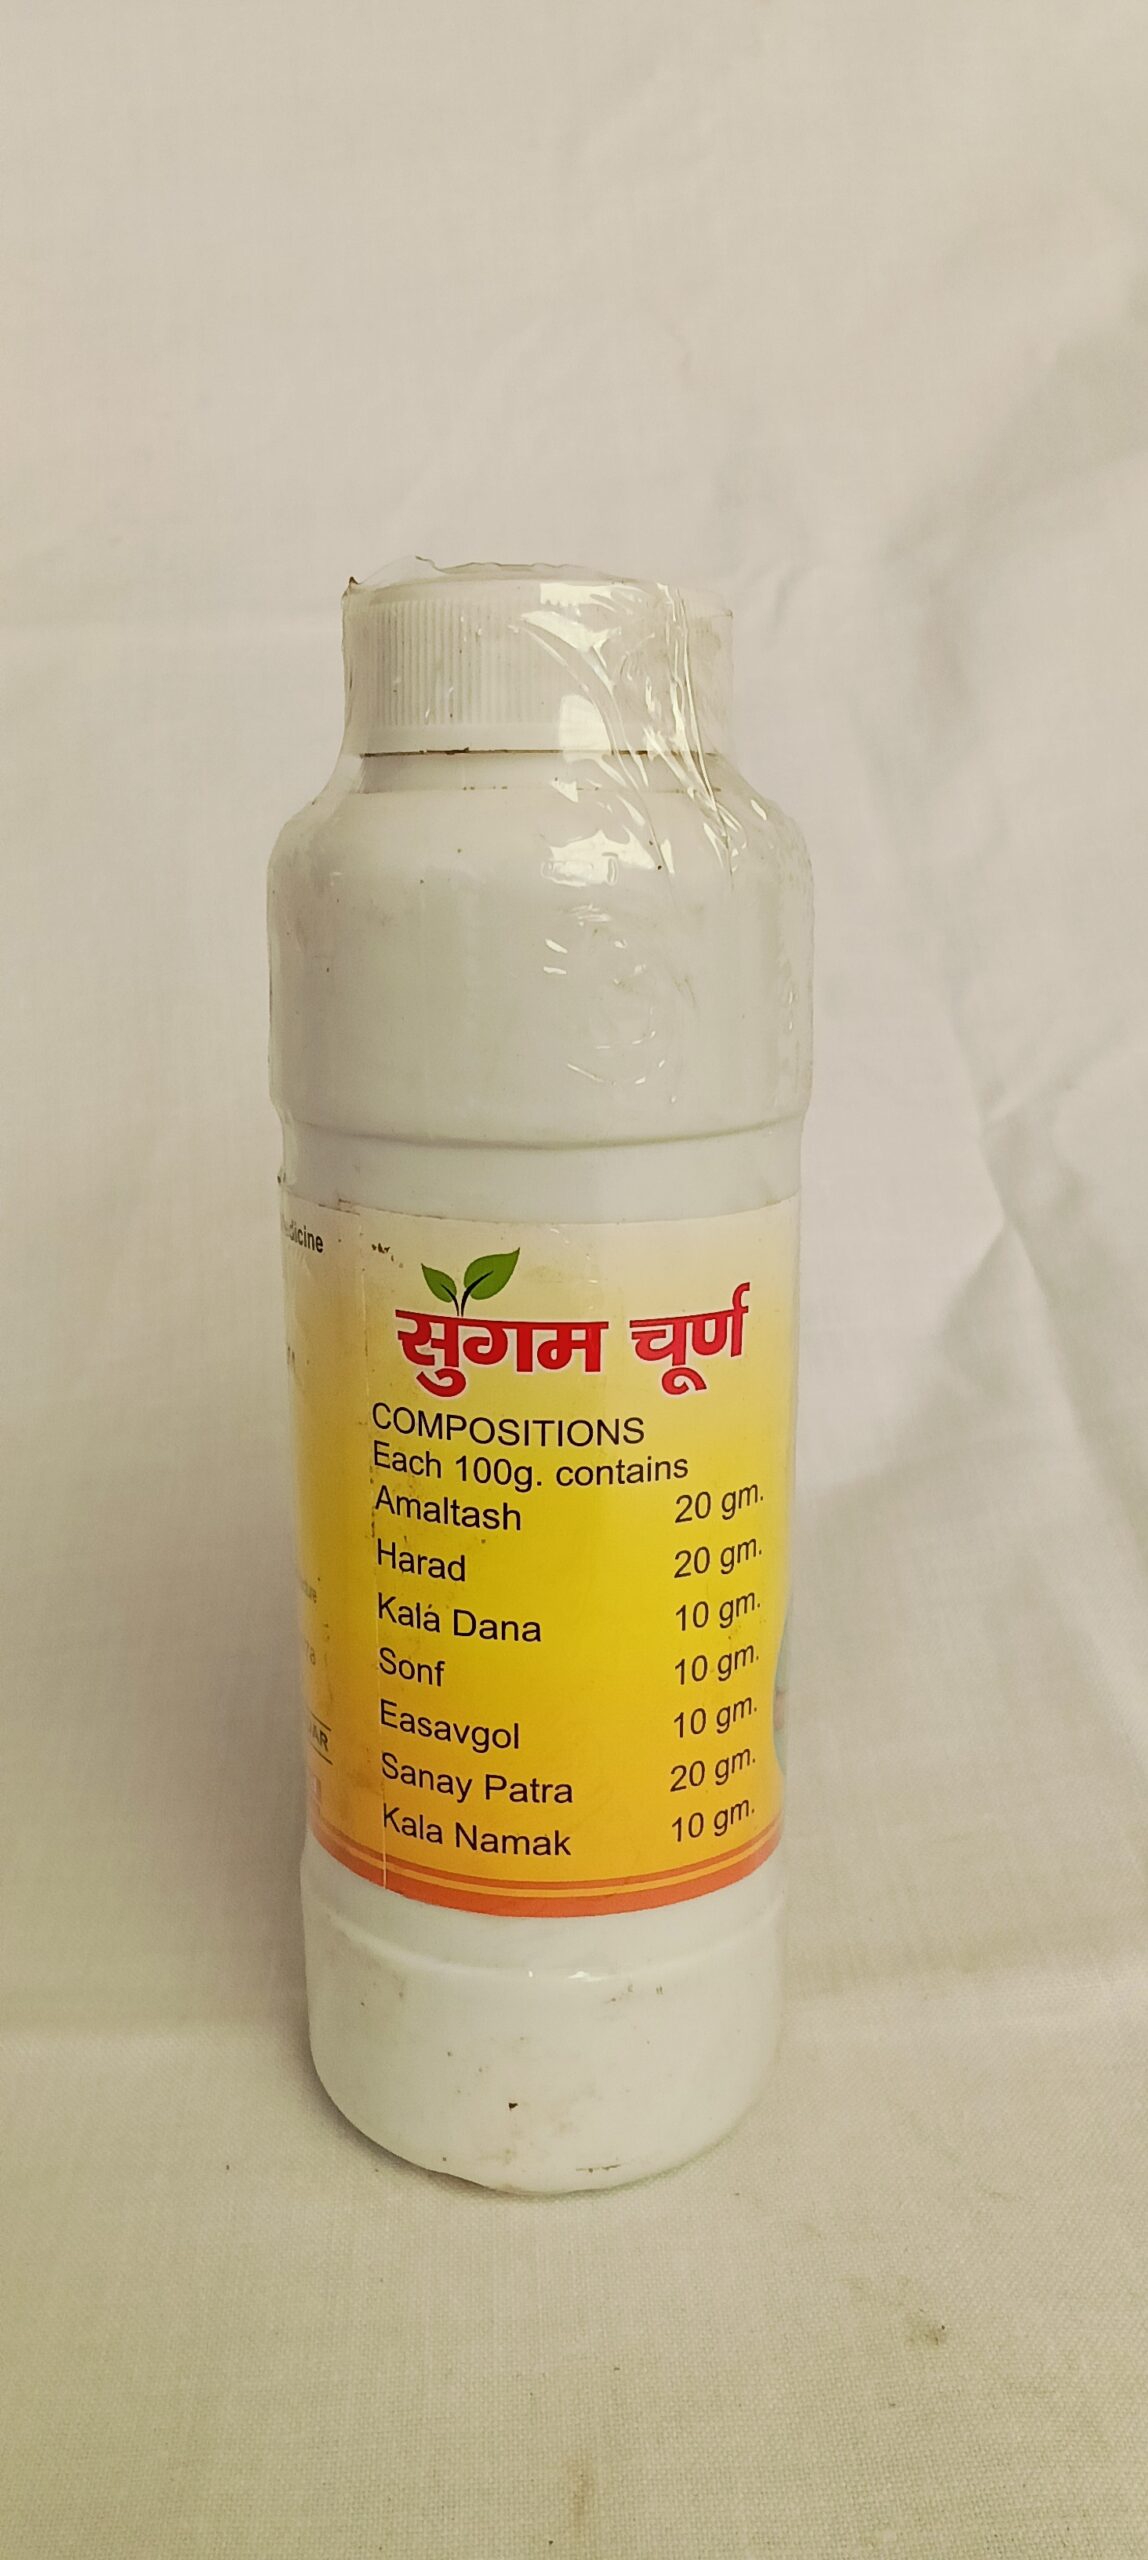 सुगम चूर्ण
COMPOSITIONS
Each 100g. contains
Amaltash 20 gm.
Harad 20 gm.
Kala Dana 10 gm.
Sonf 10 gm.
Easavgol 10 gm.
Sanay Patra 20 gm.
Kala Namak 10 gm.